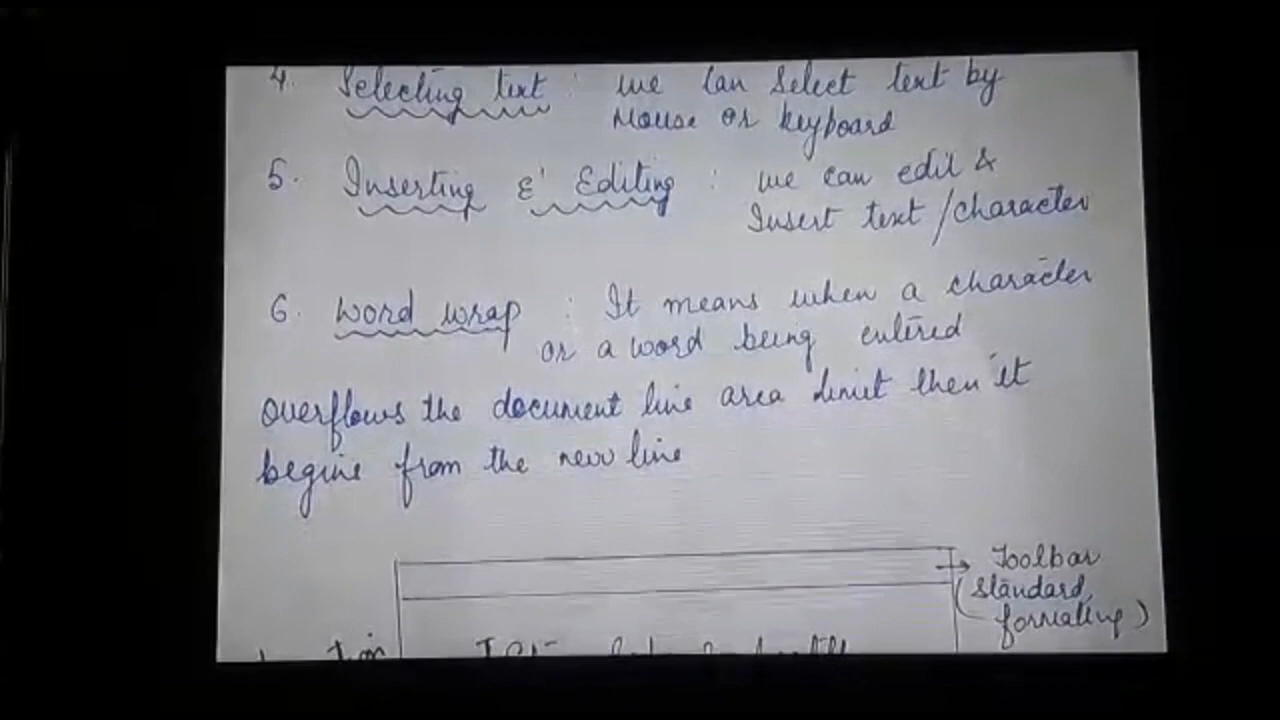 4. Selecting text : we can select text by
Mouse or keyboard
5. Inserting & Editing : we can edit &
Insert text / character
6. Word wrap : It means when a character
or a word being entered
overflows the document line area limit then it
begine from the new line
Toolbar
(standard,
formating)